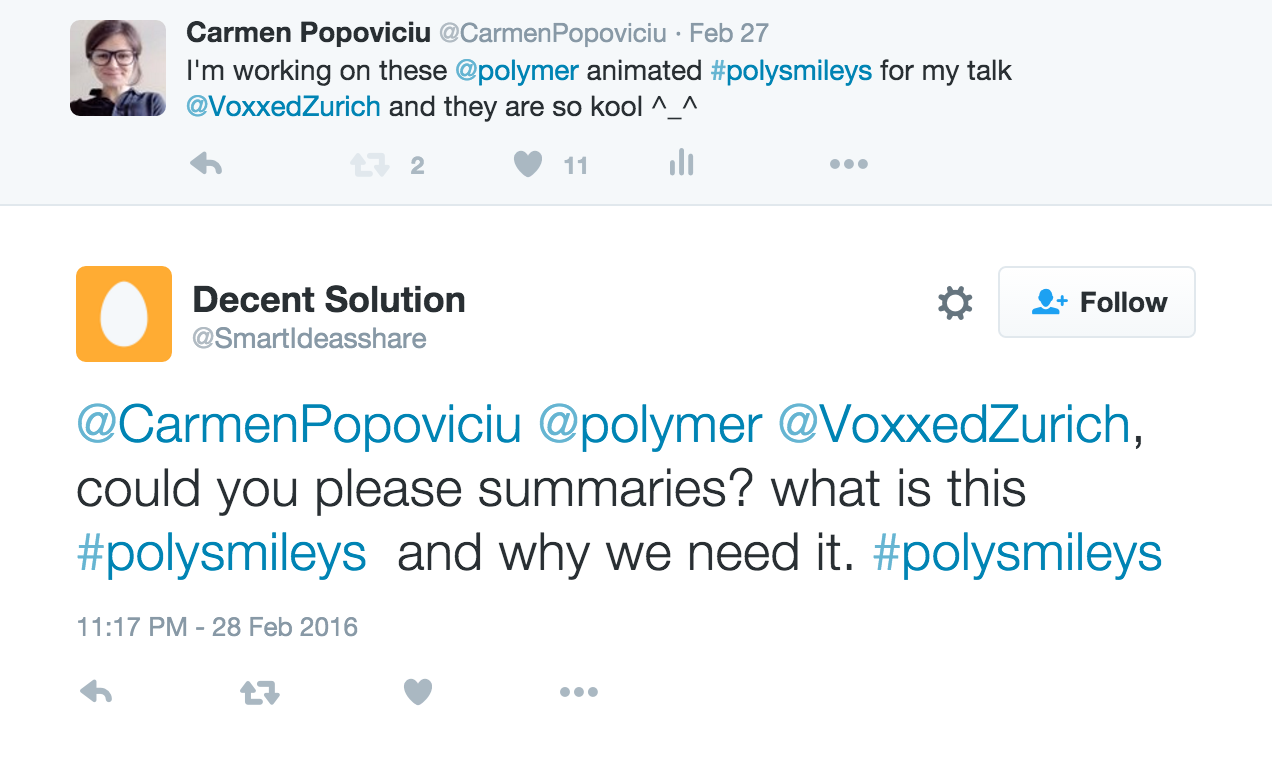 Carmen Popoviciu @CarmenPopoviciu · Feb 27
I'm working on these @polymer animated #polysmileys for my talk
@VoxxedZurich and they are so kool ^_^
2 11
Decent Solution
@SmartIdeasshare
Follow
@CarmenPopoviciu @polymer @VoxxedZurich,
could you please summaries? what is this
#polysmileys and why we need it. #polysmileys
11:17 PM - 28 Feb 2016